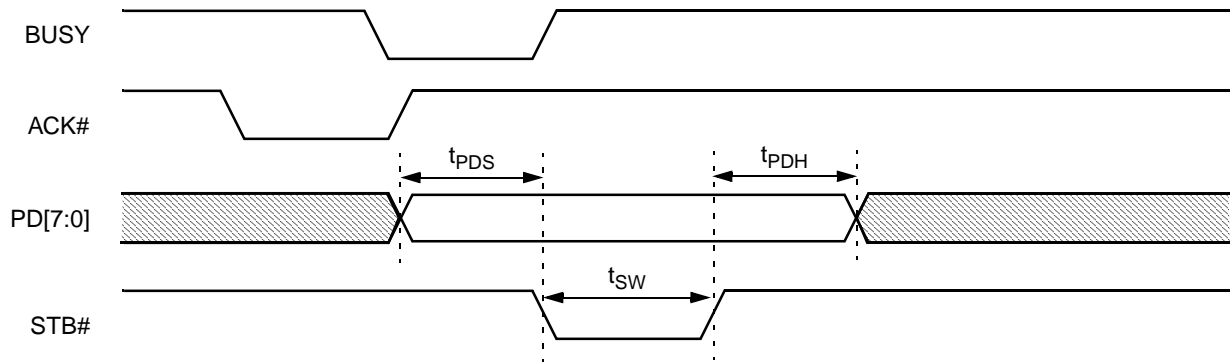 BUSY
ACK#
tPDS
tPDH
PD[7:0]
tSW
STB#